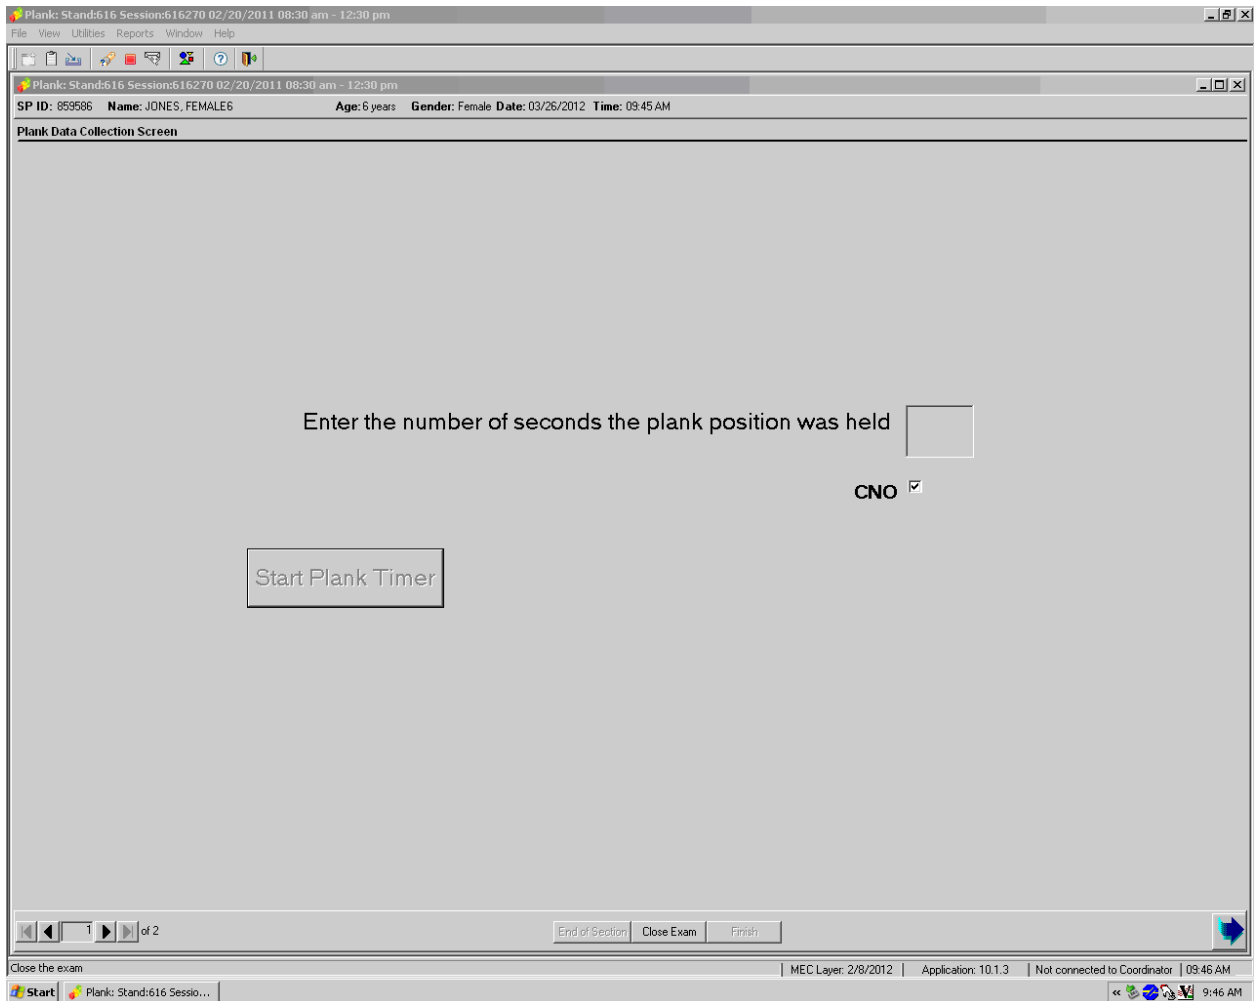 Plank: Stand:616 Session:616270 02/20/2011 08:30 am - 12:30 pm
File View Utilities Reports Window Help
Plank: Stand:616 Session:616270 02/20/2011 08:30 am - 12:30 pm
SP ID: 859586 Name: JONES, FEMALE6 Age: 6 years Gender: Female Date: 03/26/2012 Time: 09:45 AM
Plank Data Collection Screen
Enter the number of seconds the plank position was held
CNO
Start Plank Timer
1 of 2 End of Section Close Exam Finish
Close the exam MEC Layer: 2/8/2012 Application: 10.1.3 Not connected to Coordinator 09:46 AM
Start Plank: Stand:616 Sessio... « 9:46 AM